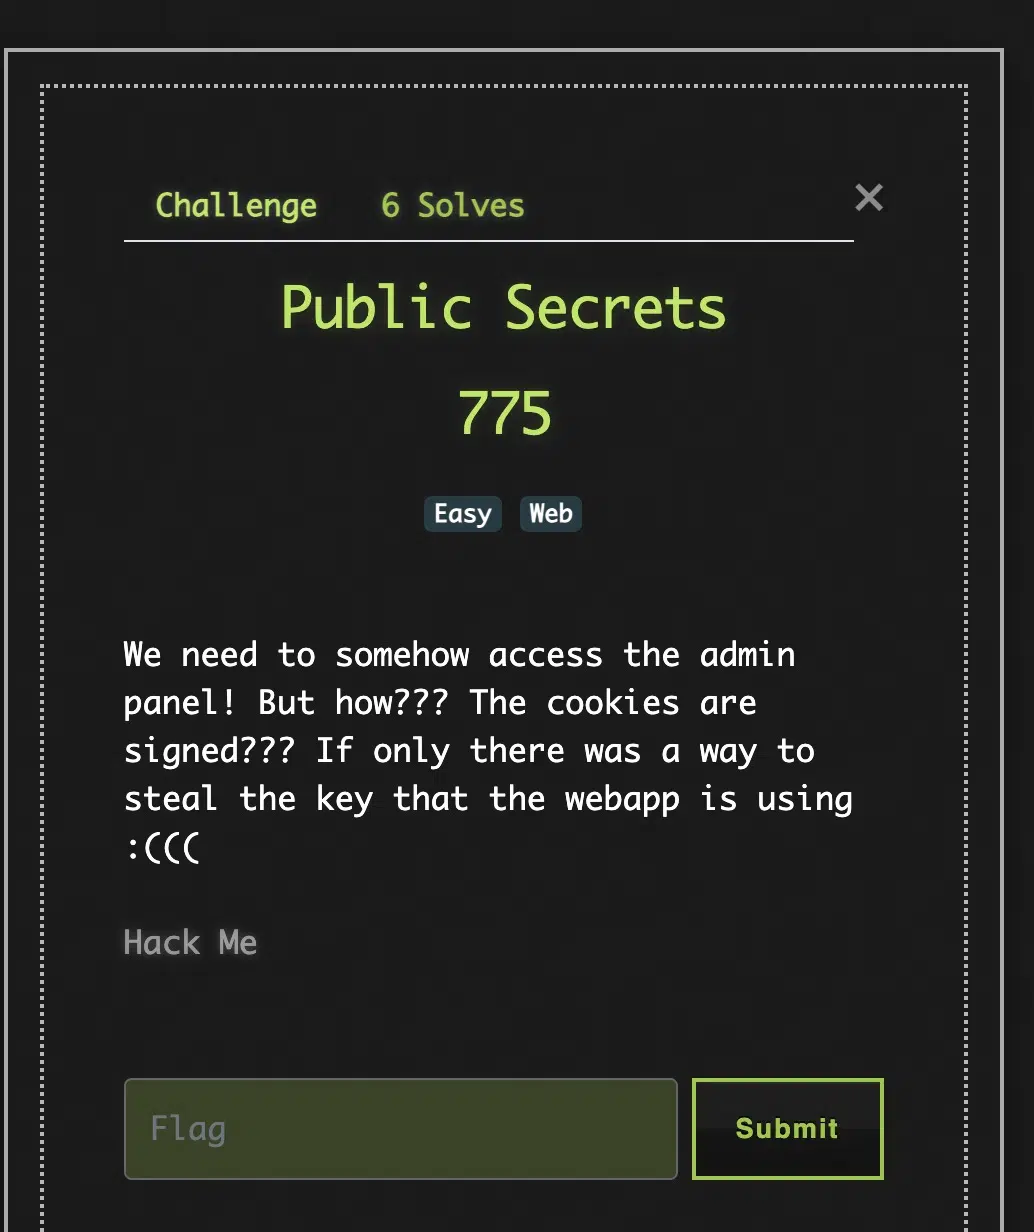 Challenge 6 Solves ×
Public Secrets
775
Easy Web
We need to somehow access the admin
panel! But how??? The cookies are
signed??? If only there was a way to
steal the key that the webapp is using
:(((
Hack Me
Flag Submit